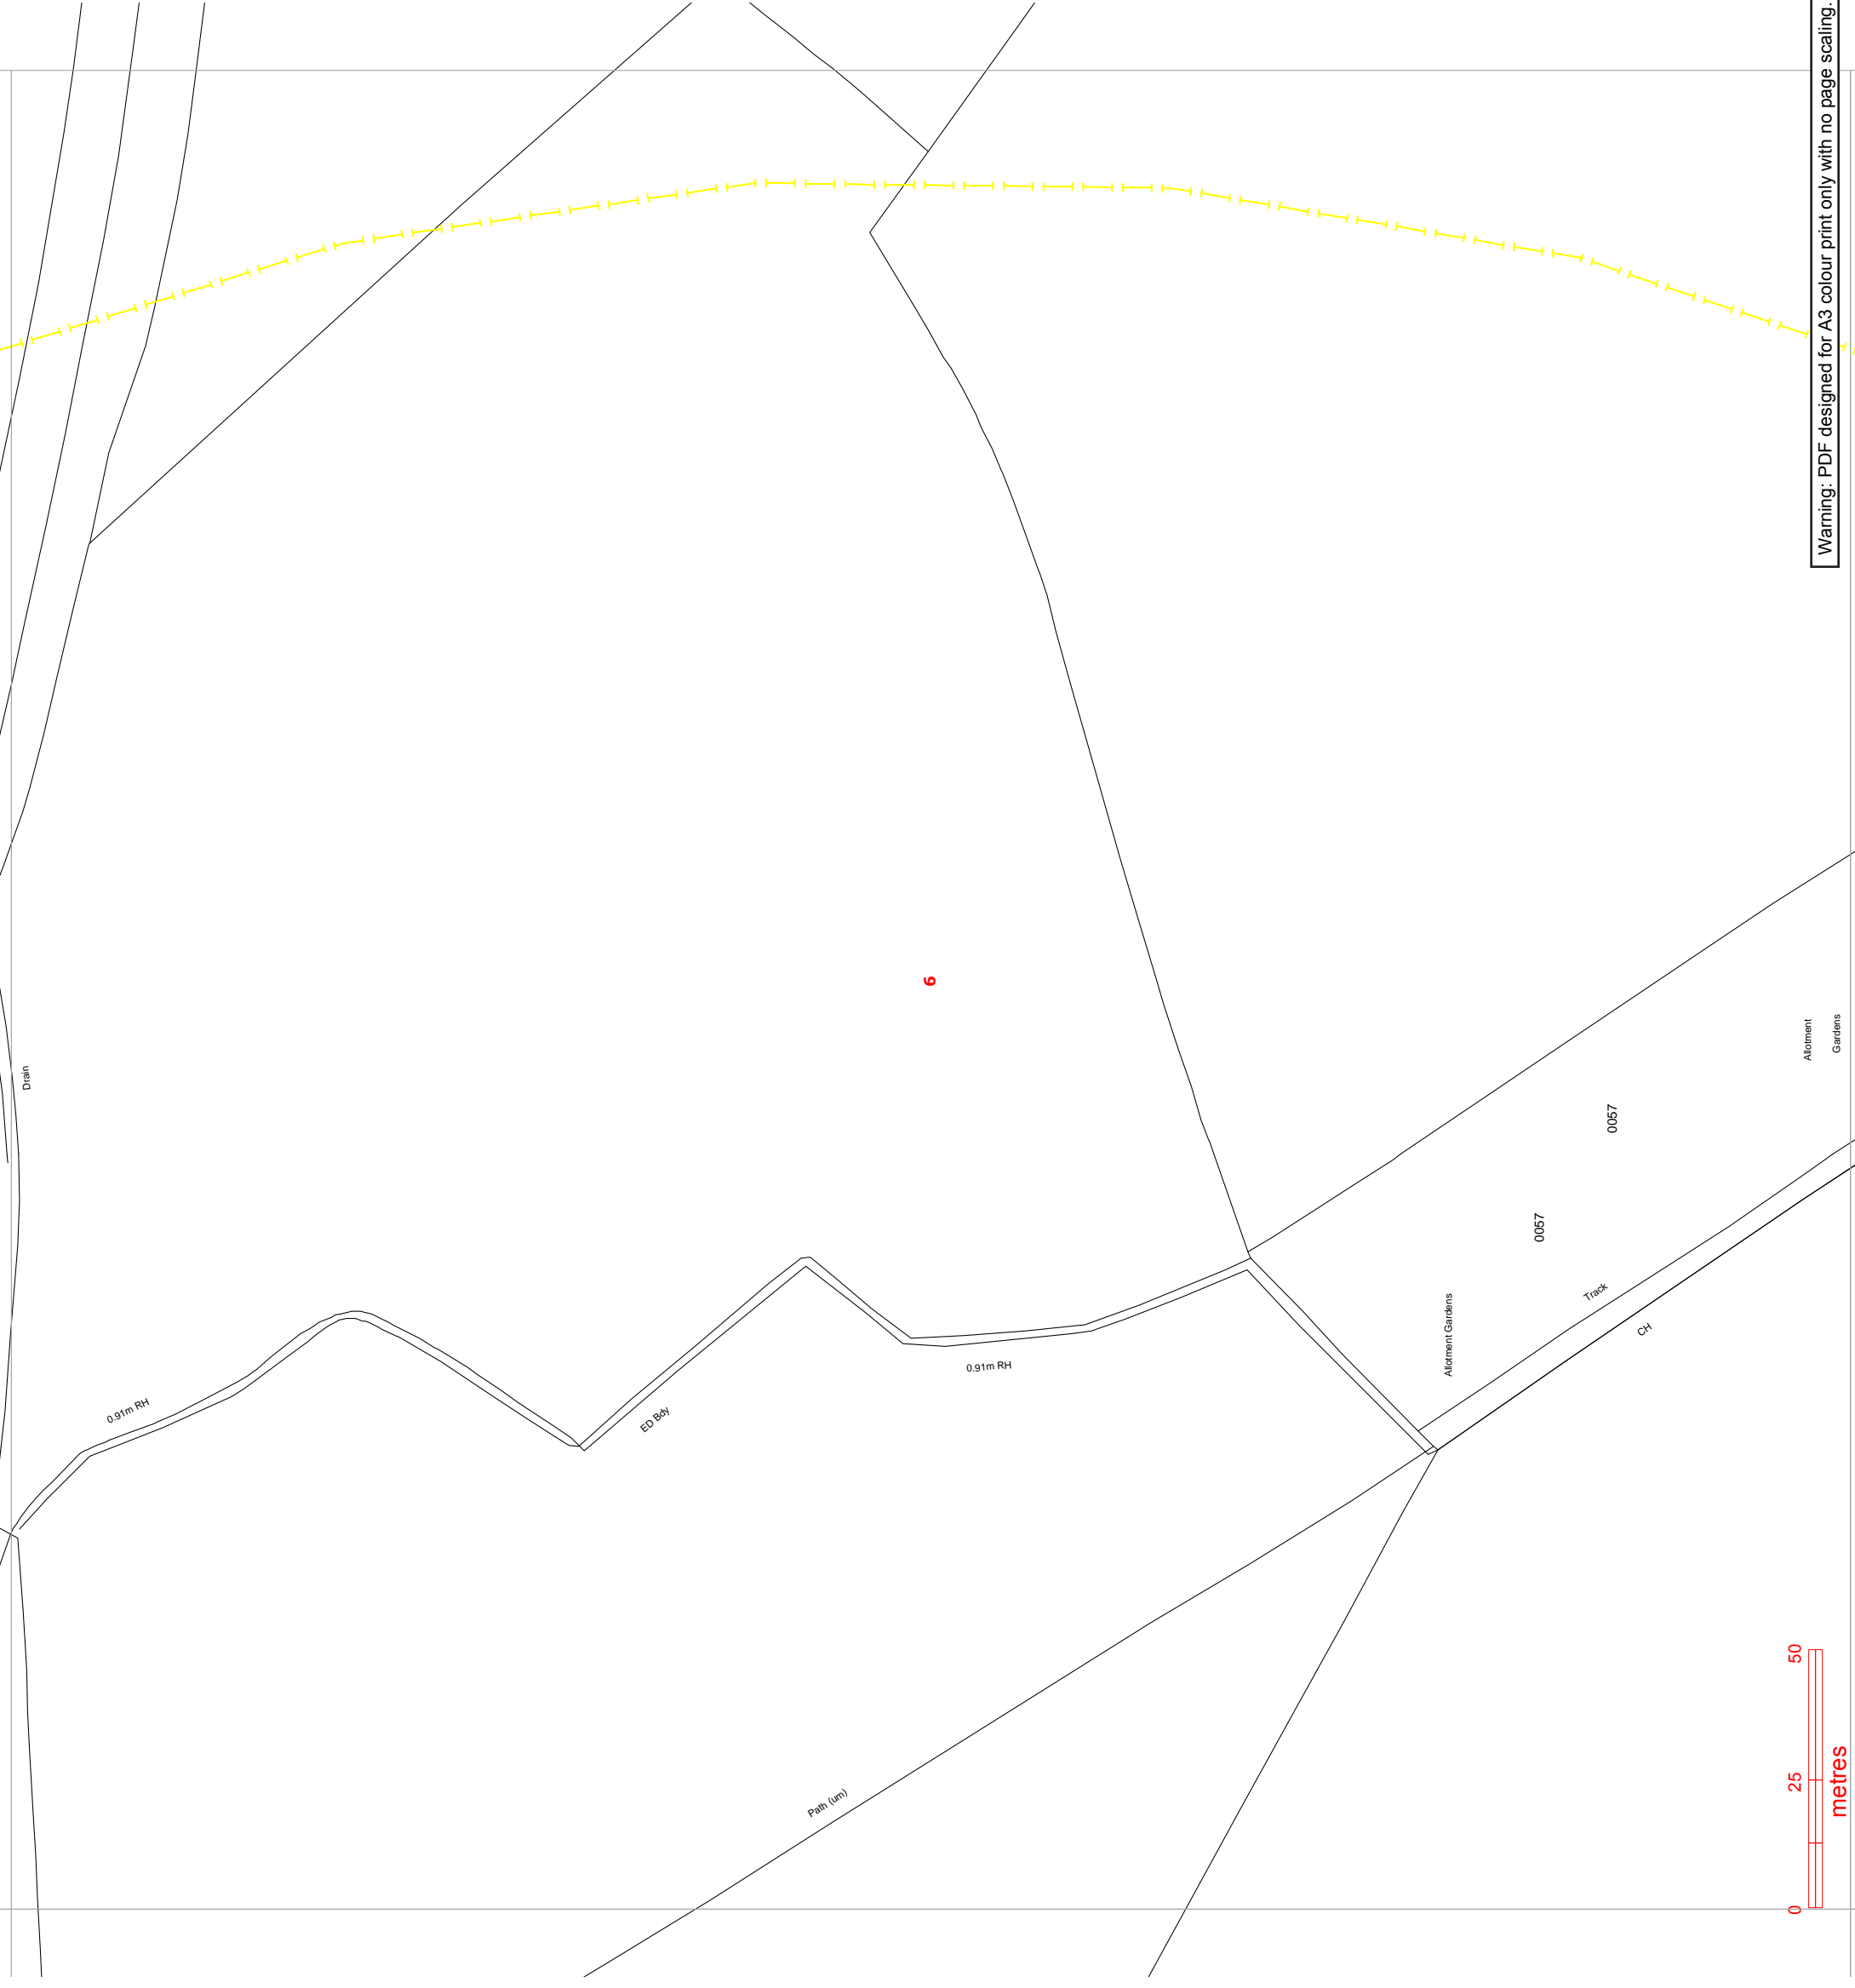 Warning: PDF designed for A3 colour print only with no page scaling.
Drain
Allotment
Gardens
0057
0057
Allotment Gardens
Track
CH
0.91m RH
0.91m RH
ED Bdy
Path (um)
0 25 50
metres